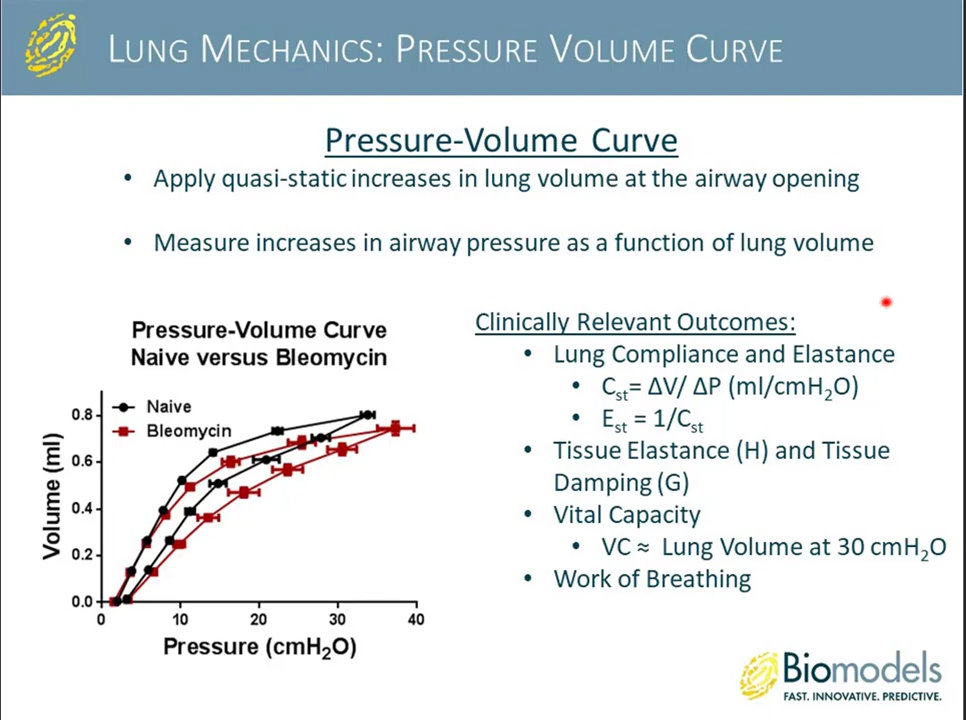 LUNG MECHANICS: PRESSURE VOLUME CURVE
Pressure-Volume Curve
• Apply quasi-static increases in lung volume at the airway opening
• Measure increases in airway pressure as a function of lung volume
Pressure-Volume Curve
Naive versus Bleomycin
Naive
Bleomycin
Volume (ml)
0.8
0.6
0.4
0.2
0.0
0 10 20 30 40
Pressure (cmH₂O)
Clinically Relevant Outcomes:
• Lung Compliance and Elastance
• Cst= ΔV/ ΔP (ml/cmH₂O)
• Est = 1/Cst
• Tissue Elastance (H) and Tissue
Damping (G)
• Vital Capacity
• VC ≈ Lung Volume at 30 cmH₂O
• Work of Breathing
Biomodels
FAST. INNOVATIVE. PREDICTIVE.